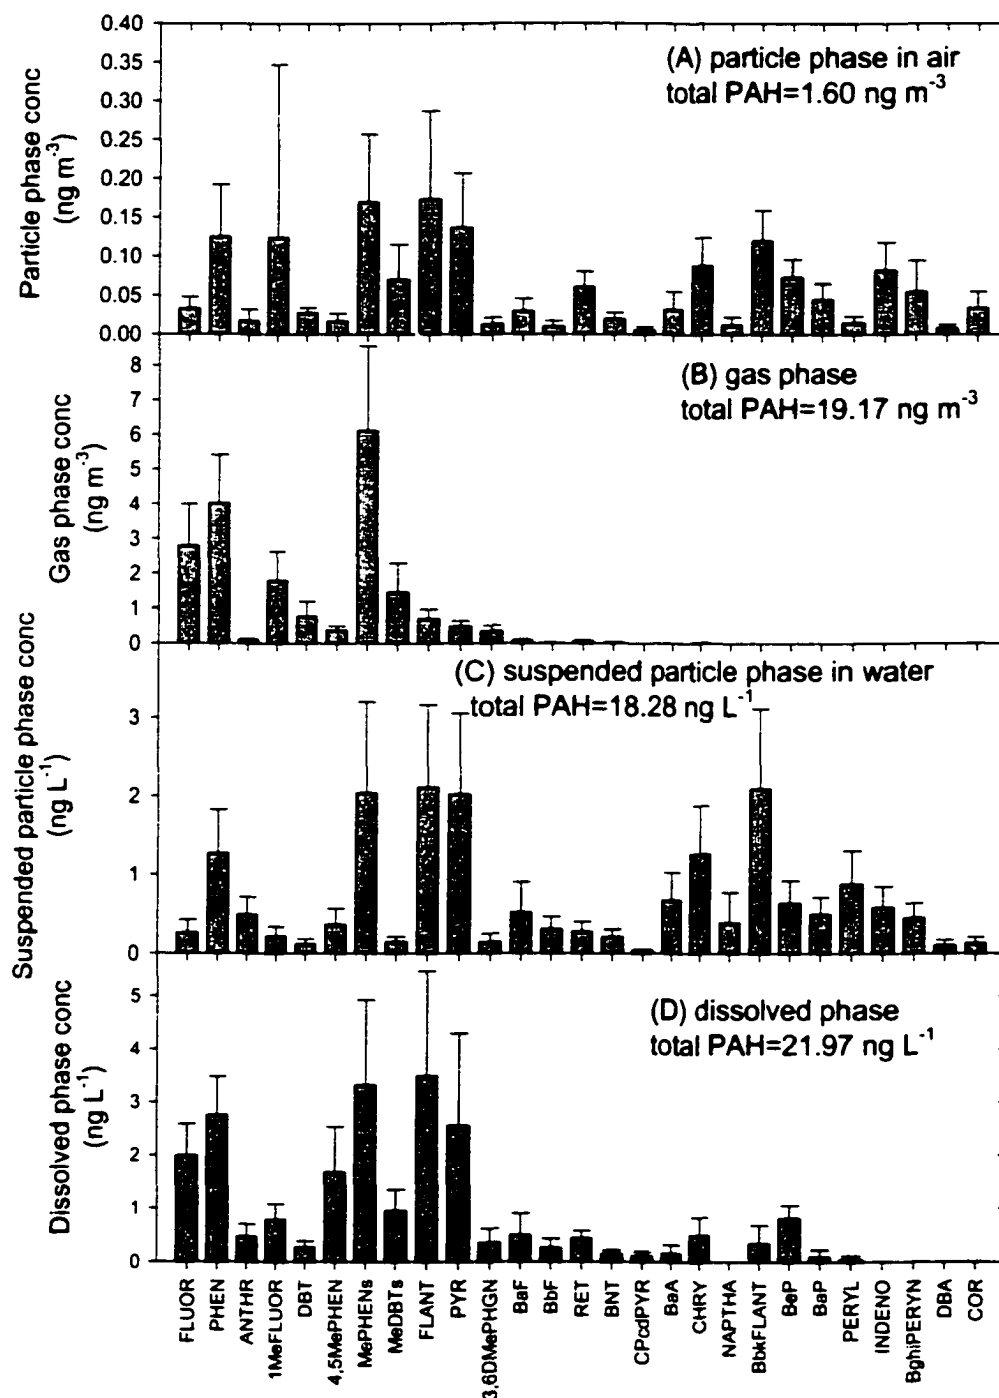 0.40
0.35
0.30
0.25
0.20
0.15
0.10
0.05
0.00
Particle phase conc
(ng m-3)
(A) particle phase in air
total PAH=1.60 ng m-3
8
7
6
5
4
3
2
1
0
Gas phase conc
(ng m-3)
(B) gas phase
total PAH=19.17 ng m-3
3
2
1
0
Suspended particle phase conc
(ng L-1)
(C) suspended particle phase in water
total PAH=18.28 ng L-1
5
4
3
2
1
0
Dissolved phase conc
(ng L-1)
(D) dissolved phase
total PAH=21.97 ng L-1
FLUOR
PHEN
ANTHR
1MeFLUOR
DBT
4,5MePHEN
MePHENs
MeDBTs
FLANT
PYR
3,6DMePHGN
BaF
BbF
RET
BNT
CPcdPYR
BaA
CHRY
NAPTHA
BbkFLANT
BeP
BaP
PERYL
INDENO
BghiPERYN
DBA
COR